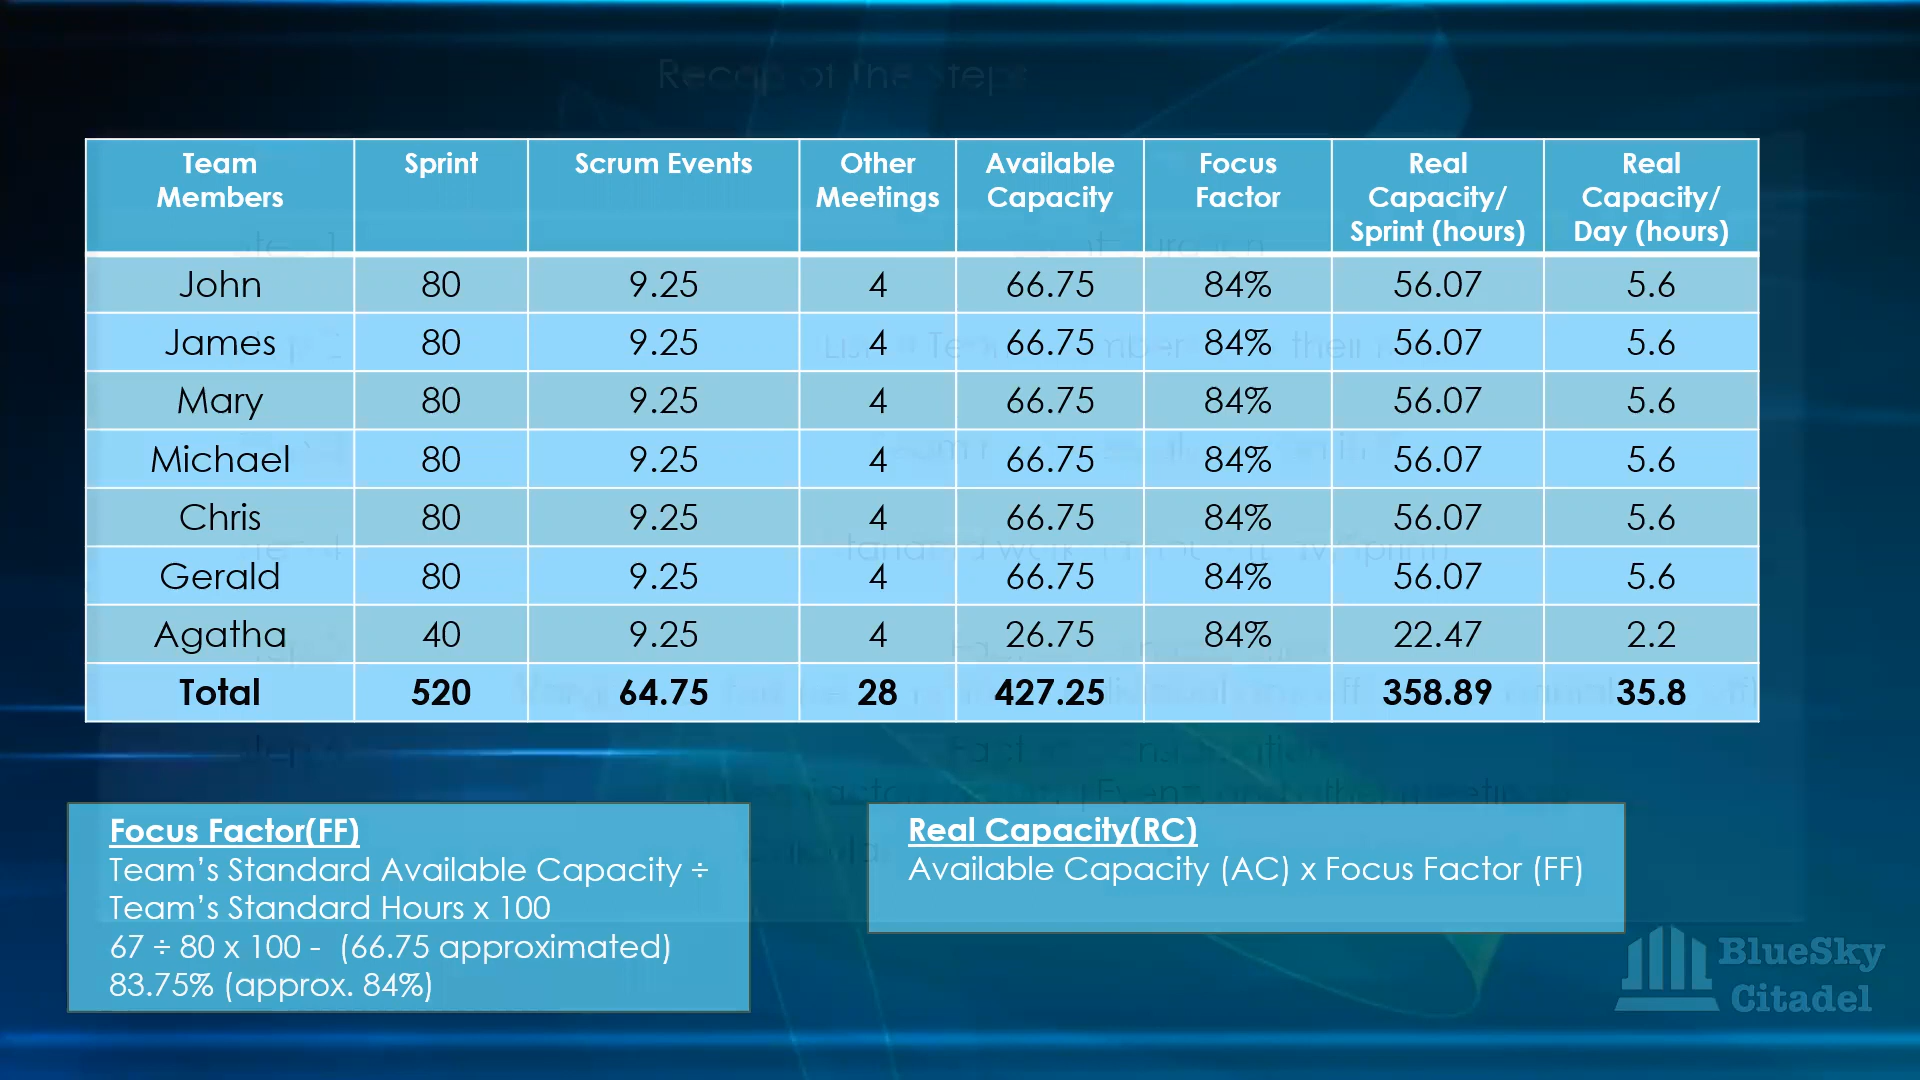 Recap of The Steps
Team Members | Sprint | Scrum Events | Other Meetings | Available Capacity | Focus Factor | Real Capacity/ Sprint (hours) | Real Capacity/ Day (hours)
John | 80 | 9.25 | 4 | 66.75 | 84% | 56.07 | 5.6
James | 80 | 9.25 | 4 | 66.75 | 84% | 56.07 | 5.6
Mary | 80 | 9.25 | 4 | 66.75 | 84% | 56.07 | 5.6
Michael | 80 | 9.25 | 4 | 66.75 | 84% | 56.07 | 5.6
Chris | 80 | 9.25 | 4 | 66.75 | 84% | 56.07 | 5.6
Gerald | 80 | 9.25 | 4 | 66.75 | 84% | 56.07 | 5.6
Agatha | 40 | 9.25 | 4 | 26.75 | 84% | 22.47 | 2.2
Total | 520 | 64.75 | 28 | 427.25 | 358.89 | 35.8
Focus Factor(FF)
Team’s Standard Available Capacity ÷
Team’s Standard Hours x 100
67 ÷ 80 x 100 - (66.75 approximated)
83.75% (approx. 84%)
Real Capacity(RC)
Available Capacity (AC) x Focus Factor (FF)
BlueSky
Citadel